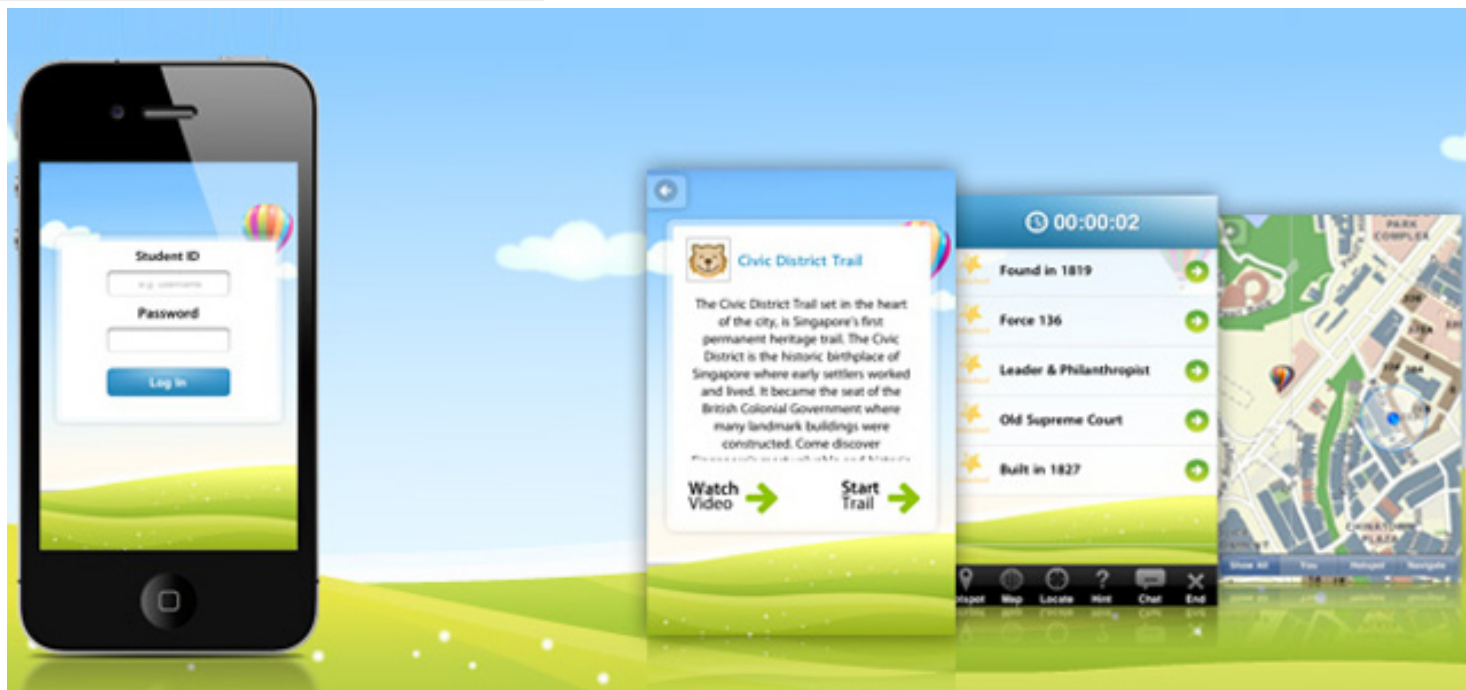 Student ID
e.g. username
Password
Log In
Civic District Trail
The Civic District Trail set in the heart
of the city, is Singapore's first
permanent heritage trail. The Civic
District is the historic birthplace of
Singapore where early settlers worked
and lived. It became the seat of the
British Colonial Government where
many landmark buildings were
constructed. Come discover
Watch
Video
Start
Trail
00:00:02
Found in 1819
Force 136
Leader & Philanthropist
Old Supreme Court
Built in 1827
Map
Locate
Hint
Chat
End
PARK
COMPLEX
CHINATOWN
PLAZA
Show All
You
Hotspot
Navigate